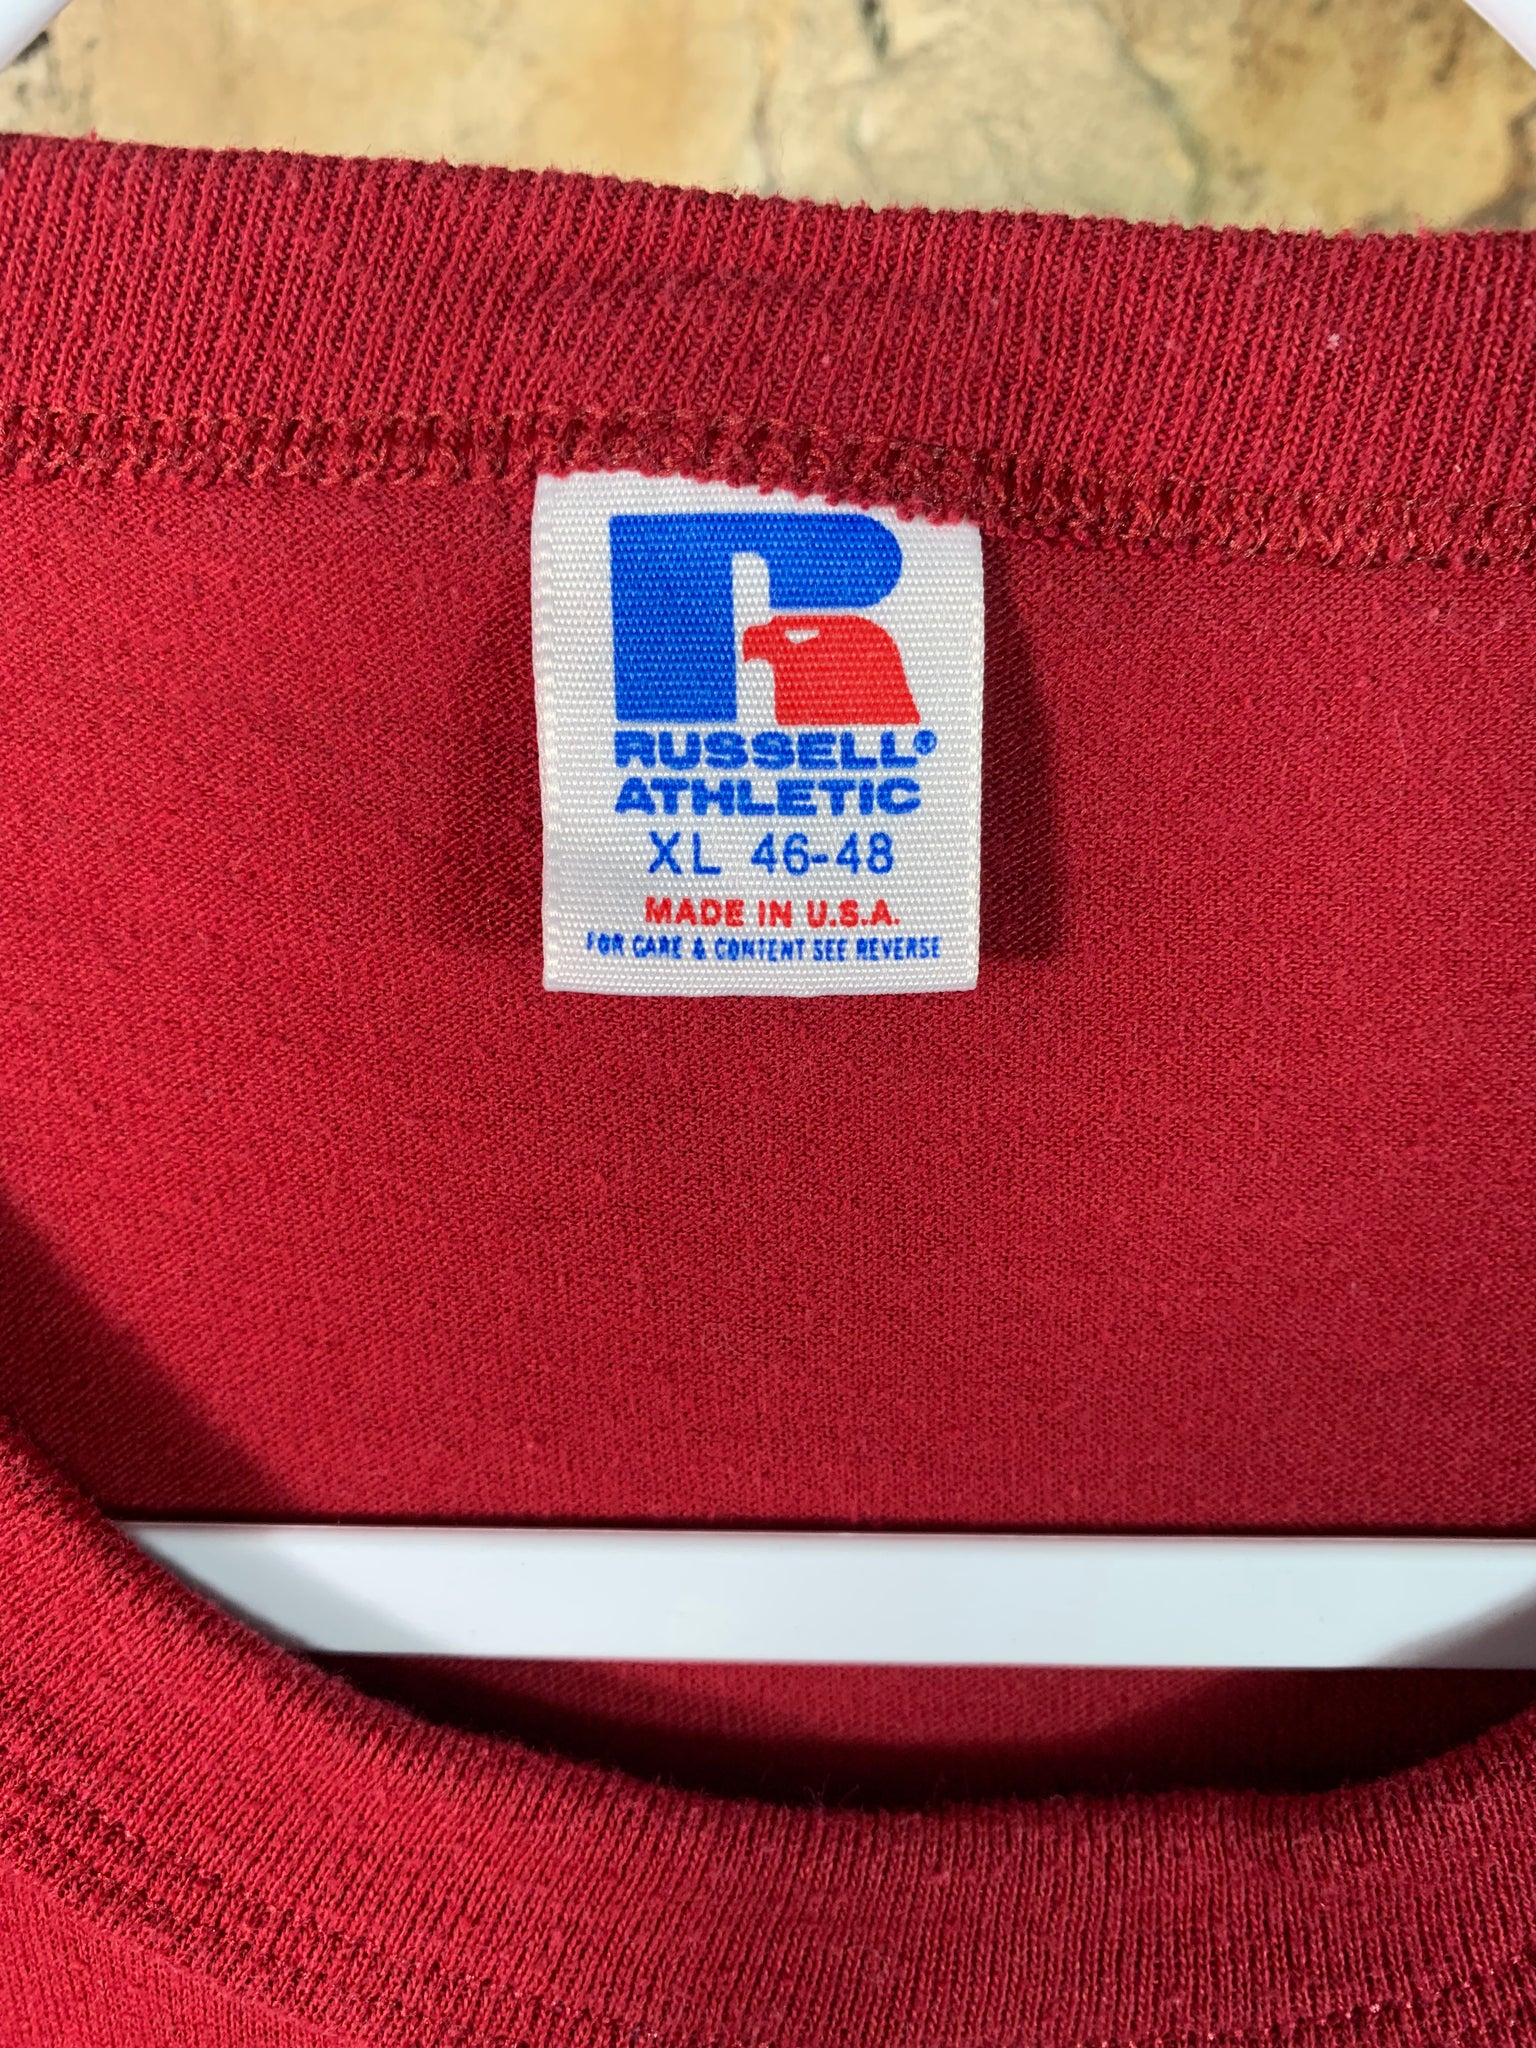 RUSSELL®
ATHLETIC
XL 46-48
MADE IN U.S.A.
FOR CARE & CONTENT SEE REVERSE